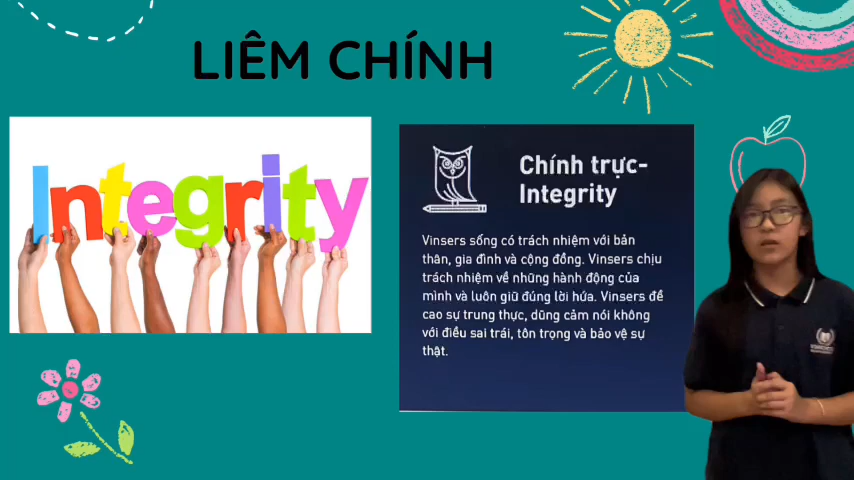 LIÊM CHÍNH
Integrity
Chính trực-
Integrity
Vinsers sống có trách nhiệm với bản
thân, gia đình và cộng đồng. Vinsers chịu
trách nhiệm về những hành động của
mình và luôn giữ đúng lời hứa. Vinsers đề
cao sự trung thực, dũng cảm nói không
với điều sai trái, tôn trọng và bảo vệ sự
thật.